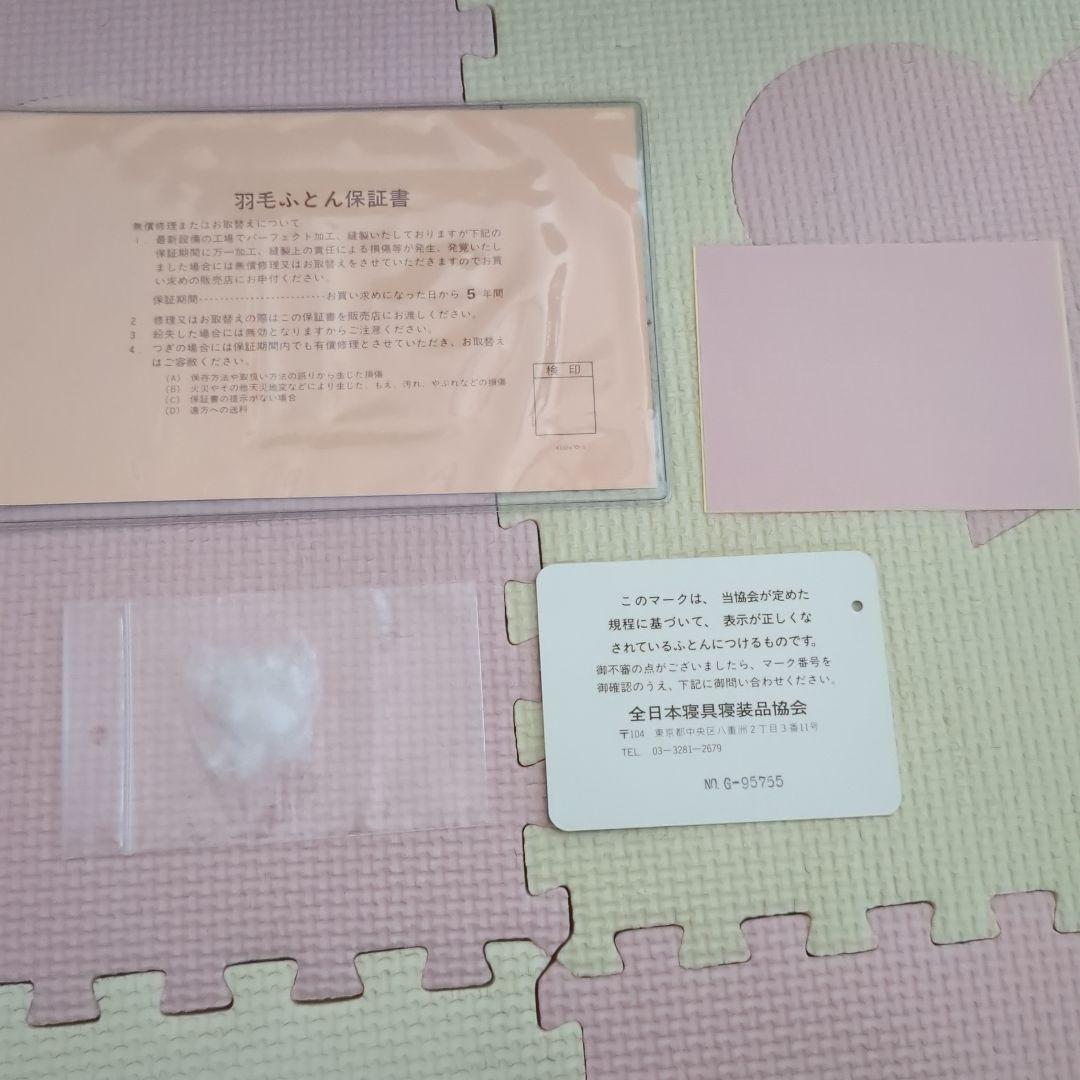 羽毛ふとん保証書
無償修理またはお取替えについて
1. 最新設備の工場でパーフェクト加工、縫製いたしておりますが下記の
保証期間に万一加工、縫製上の責任による損傷等が発生、発覚いたし
ました場合には無償修理又はお取替えをさせていただきますのでお買
い求めの販売店にお申付ください。
保証期間------------------------お買い求めになった日から 5 年間
2 修理又はお取替えの際はこの保証書を販売店にお渡しください。
3 紛失した場合には無効となりますからご注意ください。
4. つぎの場合には保証期間内でも有償修理とさせていただき、お取替え
はご容赦ください。
(A) 保存方法や取扱い方法の誤りから生じた損傷
(B) 火災やその他天災地変などにより生じた、もえ、汚れ、やぶれなどの損傷
(C) 保証書の提示がない場合
(D) 遠方への送料
検印
このマークは、当協会が定めた
規程に基づいて、表示が正しくな
されているふとんにつけるものです。
御不審の点がございましたら、マーク番号を
御確認のうえ、下記に御問い合わせください。
全日本寝具寝装品協会
〒104 東京都中央区八重洲2丁目3番11号
TEL. 03-3281-2679
NO. G-95755